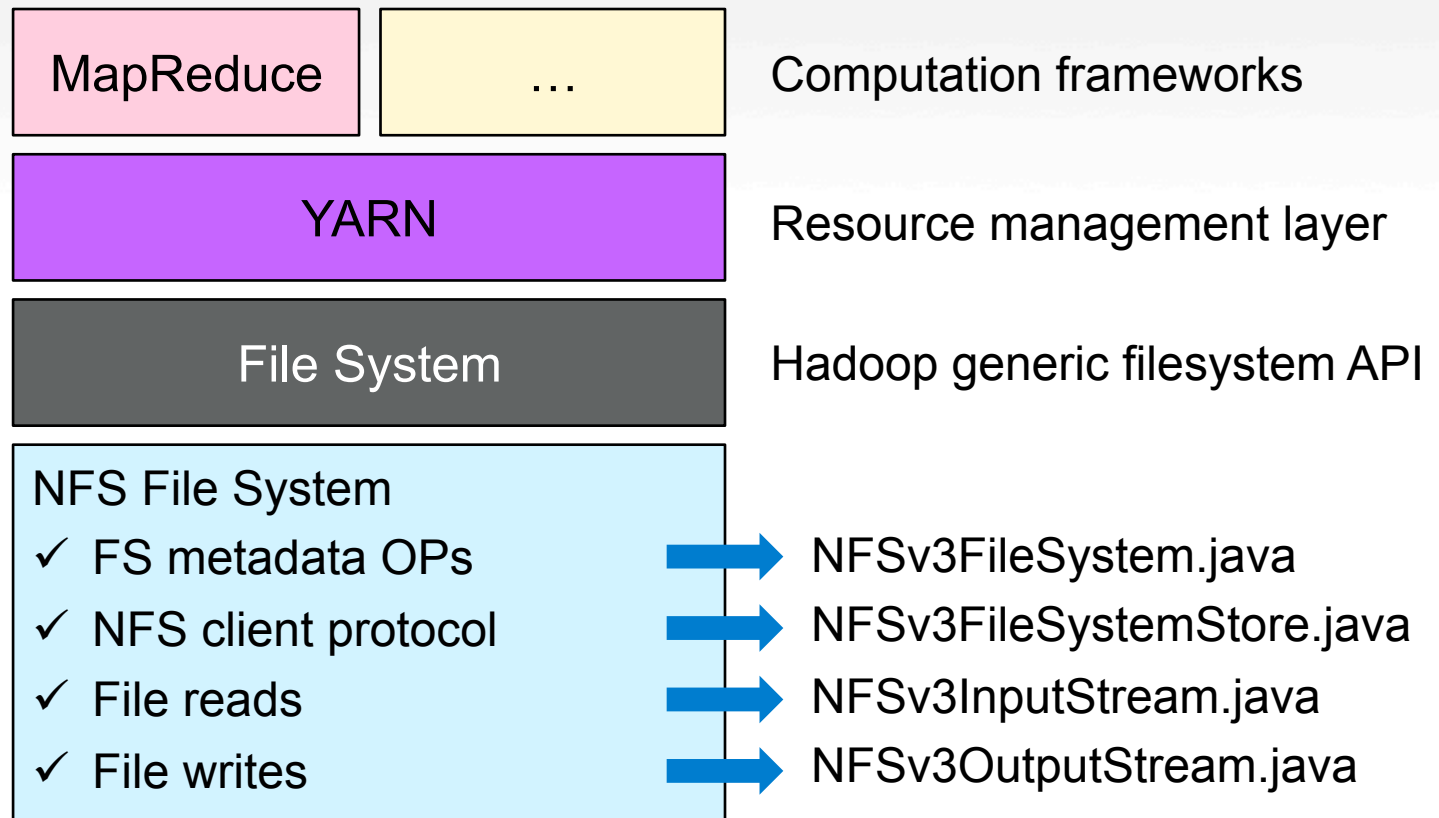 MapReduce
…
Computation frameworks
YARN
Resource management layer
File System
Hadoop generic filesystem API
NFS File System
✓ FS metadata OPs
NFSv3FileSystem.java
✓ NFS client protocol
NFSv3FileSystemStore.java
✓ File reads
NFSv3InputStream.java
✓ File writes
NFSv3OutputStream.java